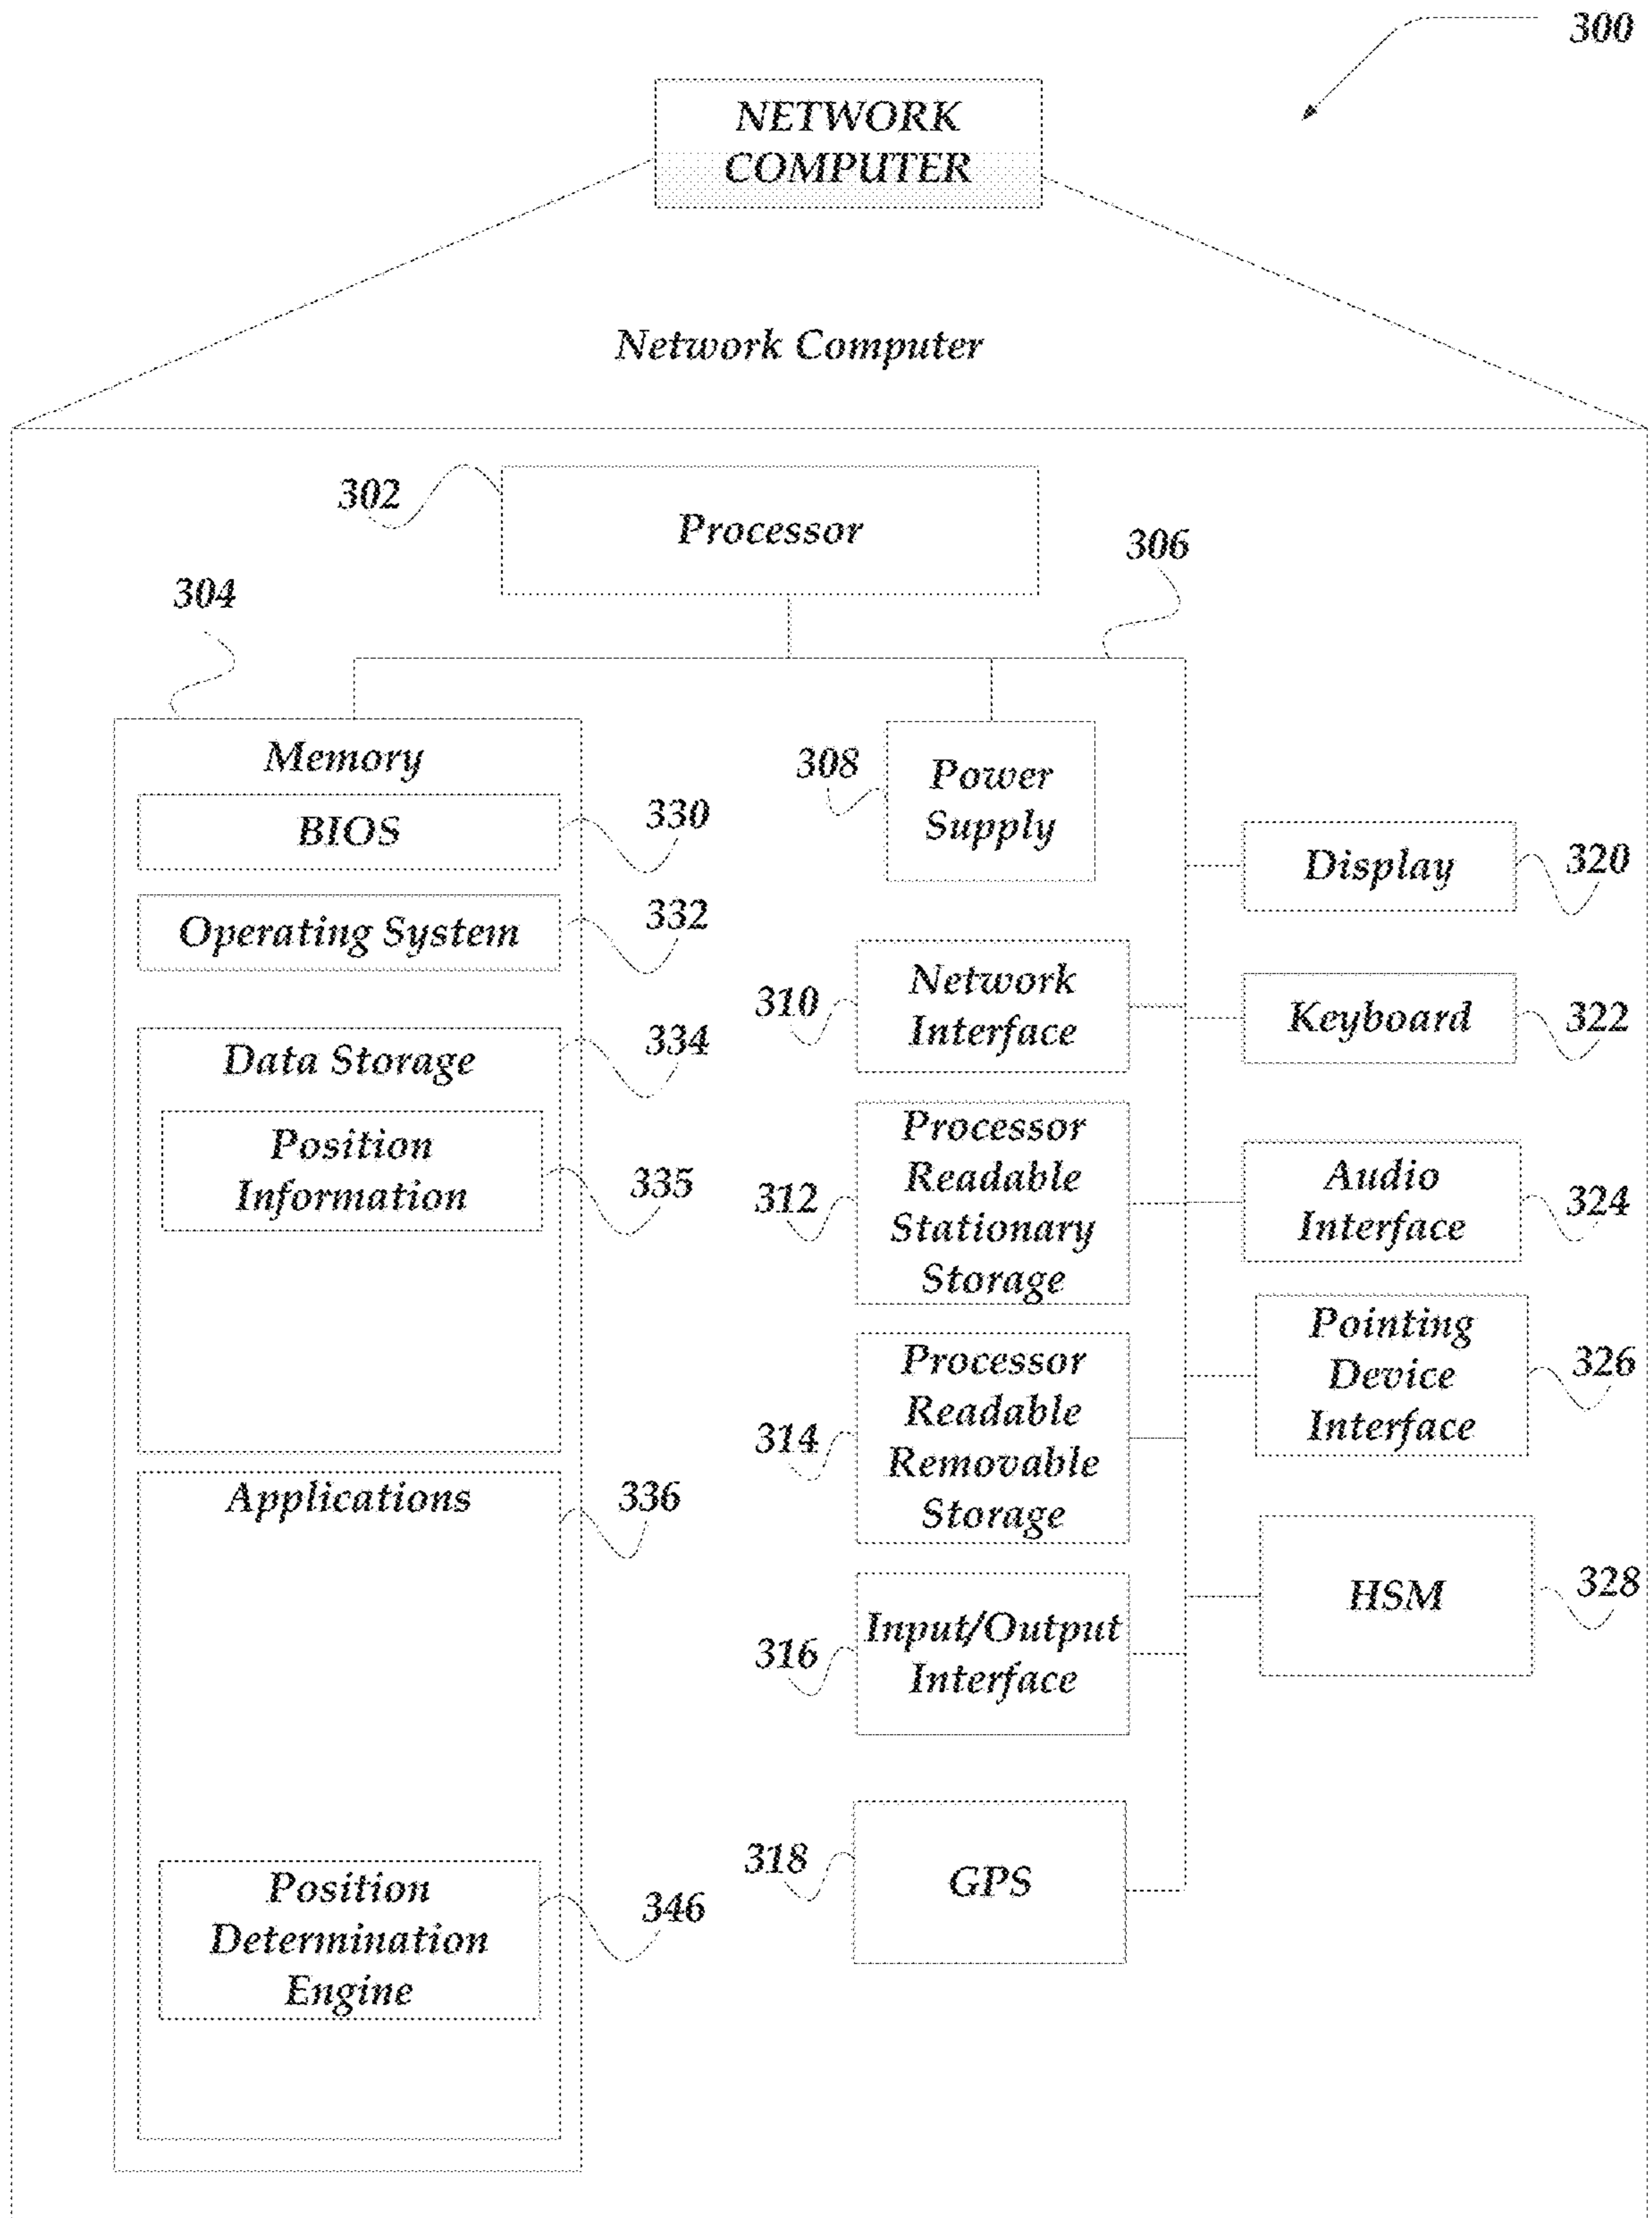 300
NETWORK
COMPUTER
Network Computer
302
Processor
306
304
Memory
BIOS
330
Operating System
332
Data Storage
334
Position
Information
335
Applications
336
Position
Determination
Engine
346
308
Power
Supply
310
Network
Interface
312
Processor
Readable
Stationary
Storage
314
Processor
Readable
Removable
Storage
316
Input/Output
Interface
318
GPS
Display
320
Keyboard
322
Audio
Interface
324
Pointing
Device
Interface
326
HSM
328